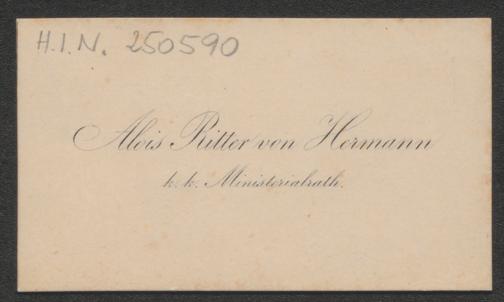 H.I.N. 250590
Alois Ritter von Hermann
k. k. Ministerialrath.